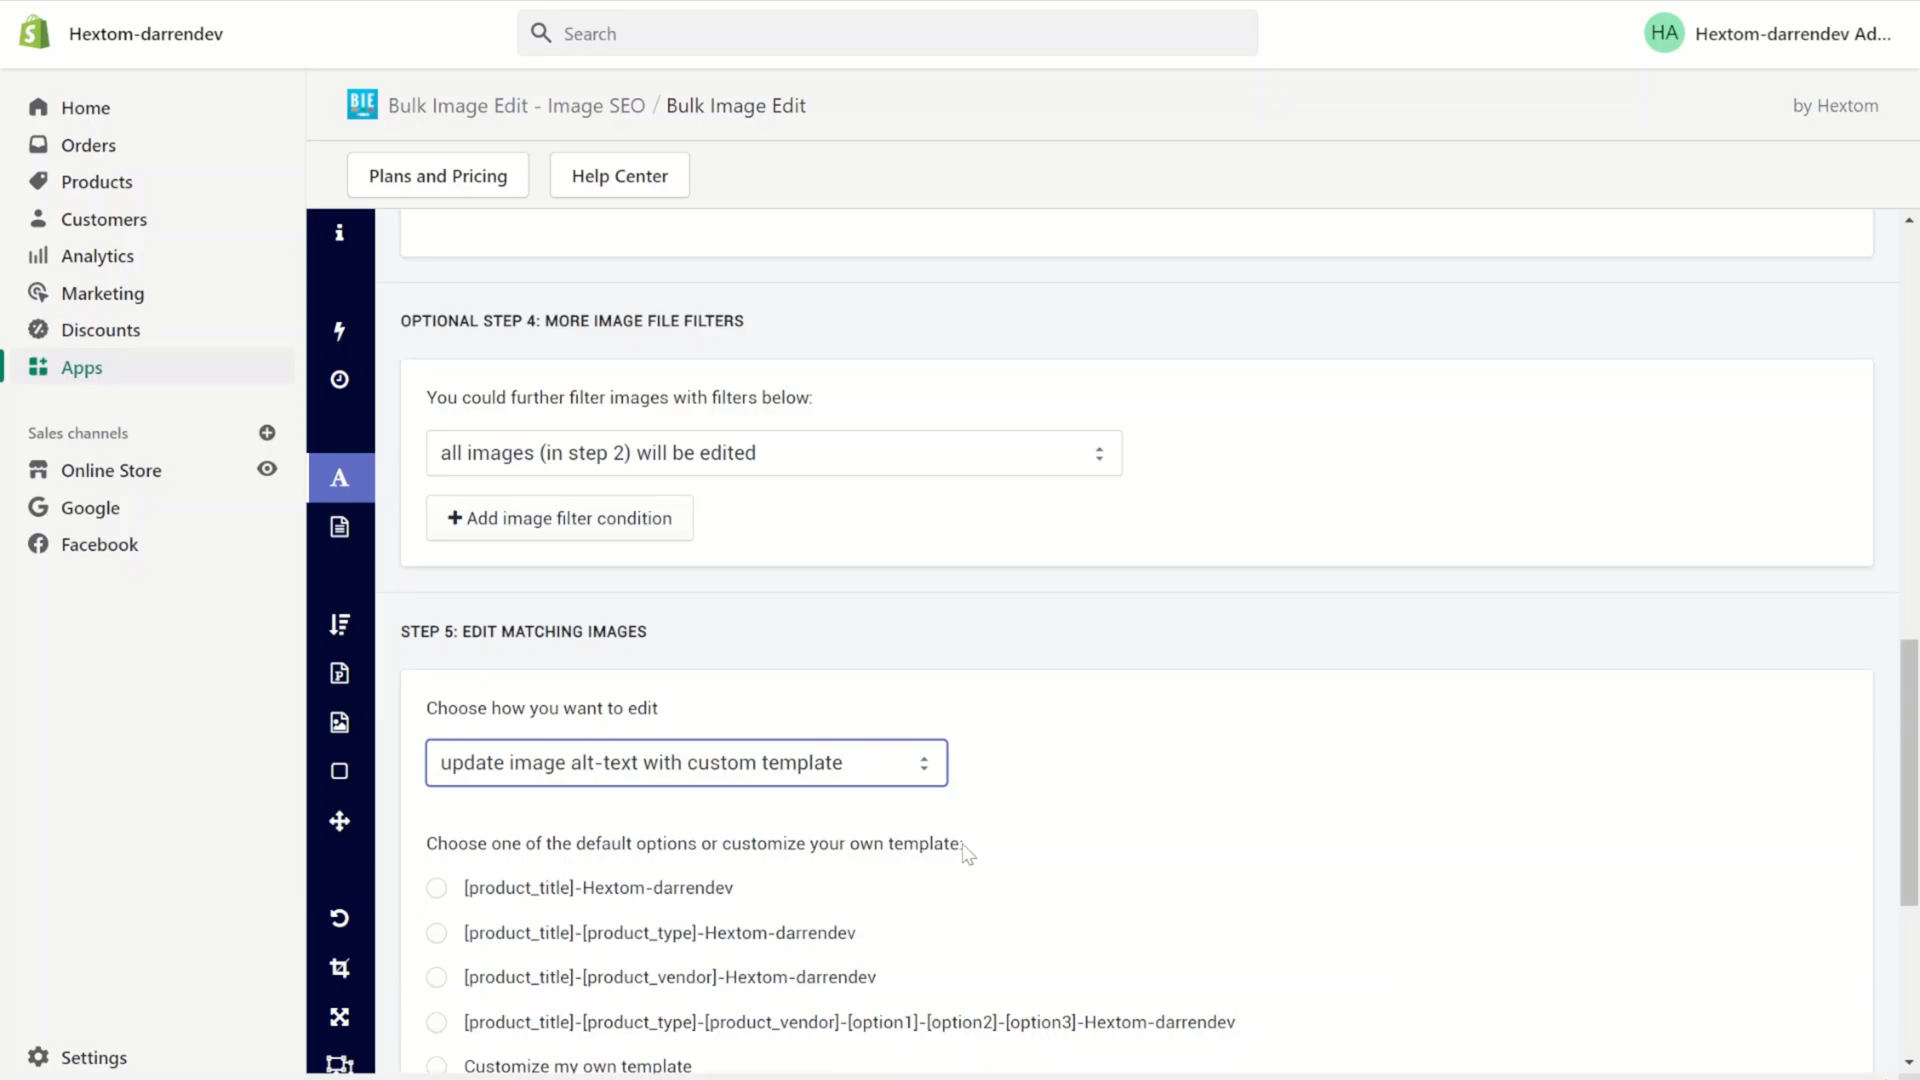 Hextom-darrendev
Search
HA
Hextom-darrendev Ad...
Home
Orders
Products
Customers
Analytics
Marketing
Discounts
Apps
Sales channels
Online Store
Google
Facebook
Settings
BIE
Bulk Image Edit - Image SEO / Bulk Image Edit
by Hextom
Plans and Pricing
Help Center
OPTIONAL STEP 4: MORE IMAGE FILE FILTERS
You could further filter images with filters below:
all images (in step 2) will be edited
+ Add image filter condition
STEP 5: EDIT MATCHING IMAGES
Choose how you want to edit
update image alt-text with custom template
Choose one of the default options or customize your own template:
[product_title]-Hextom-darrendev
[product_title]-[product_type]-Hextom-darrendev
[product_title]-[product_vendor]-Hextom-darrendev
[product_title]-[product_type]-[product_vendor]-[option1]-[option2]-[option3]-Hextom-darrendev
Customize my own template